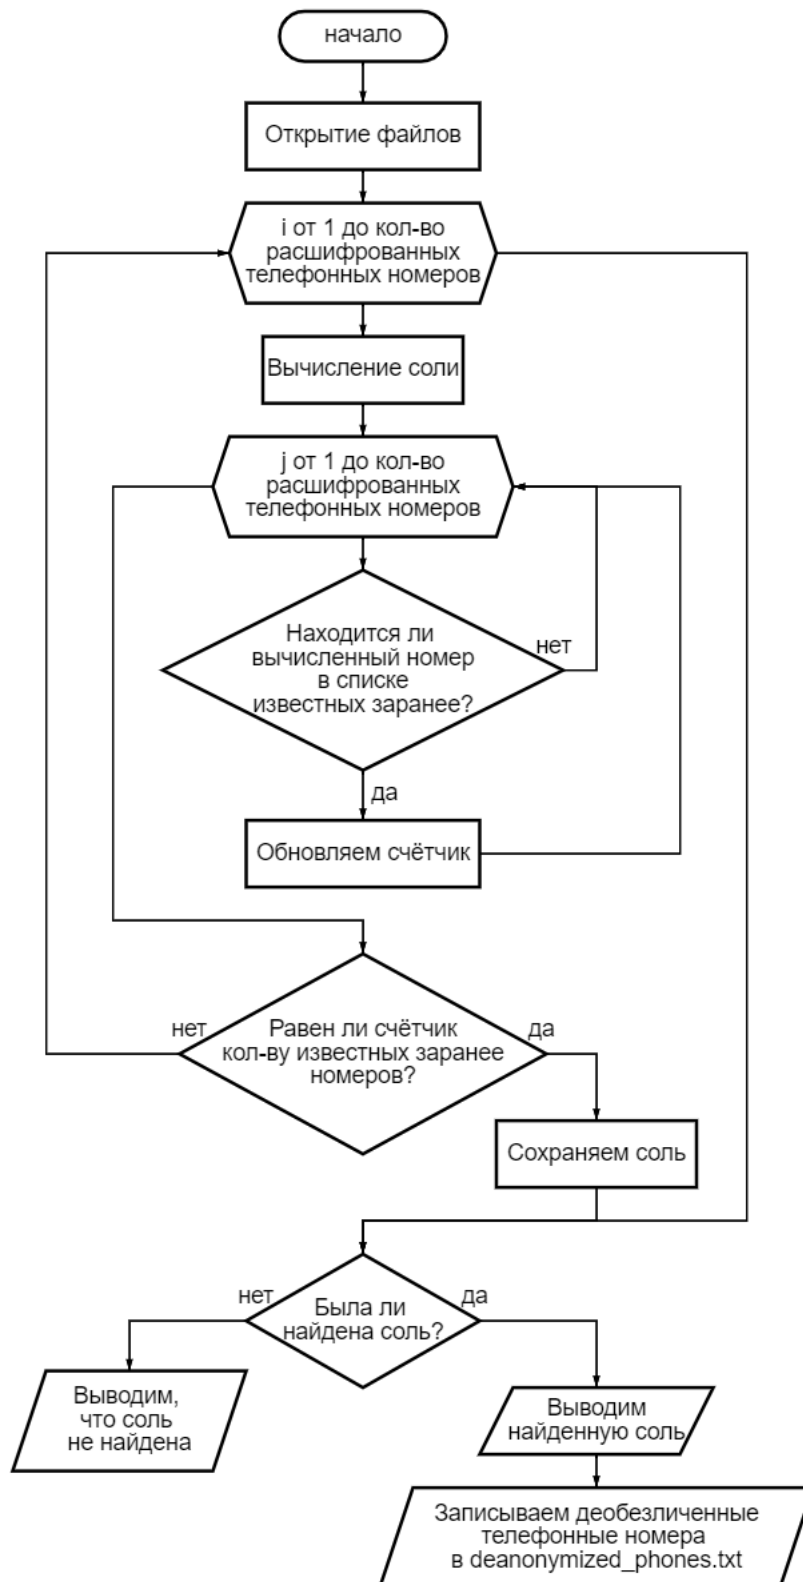 начало
Открытие файлов
i от 1 до кол-во
расшифрованных
телефонных номеров
Вычисление соли
j от 1 до кол-во
расшифрованных
телефонных номеров
Находится ли
вычисленный номер
в списке
известных заранее?
нет
да
Обновляем счётчик
Равен ли счётчик
кол-ву известных заранее
номеров?
нет
да
Сохраняем соль
Была ли
найдена соль?
нет
да
Выводим,
что соль
не найдена
Выводим
найденную соль
Записываем деобезличенные
телефонные номера
в deanonymized_phones.txt